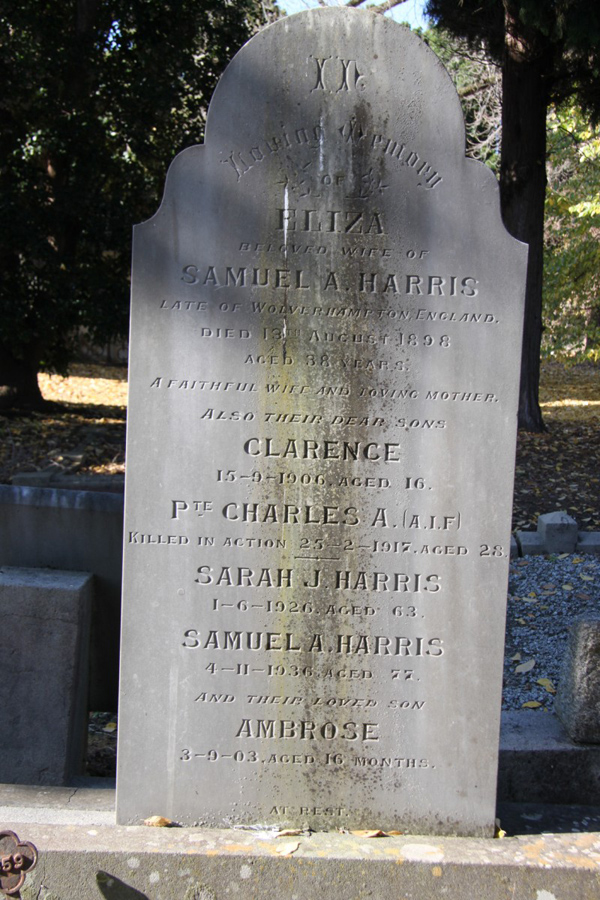 In
Loving Memory
OF
ELIZA
BELOVED WIFE OF
SAMUEL A. HARRIS
LATE OF WOLVERHAMPTON, ENGLAND,
DIED 13TH AUGUST 1898
AGED 38 YEARS.
A FAITHFUL WIFE AND LOVING MOTHER.
ALSO THEIR DEAR SONS
CLARENCE
15-9-1906, AGED 16.
PTE CHARLES A. (A.I.F)
KILLED IN ACTION 25-2-1917, AGED 28.
SARAH J. HARRIS
1-6-1926, AGED 63.
SAMUEL A. HARRIS
4-11-1936, AGED 77.
AND THEIR LOVED SON
AMBROSE
3-9-03, AGED 16 MONTHS.
AT REST.
59